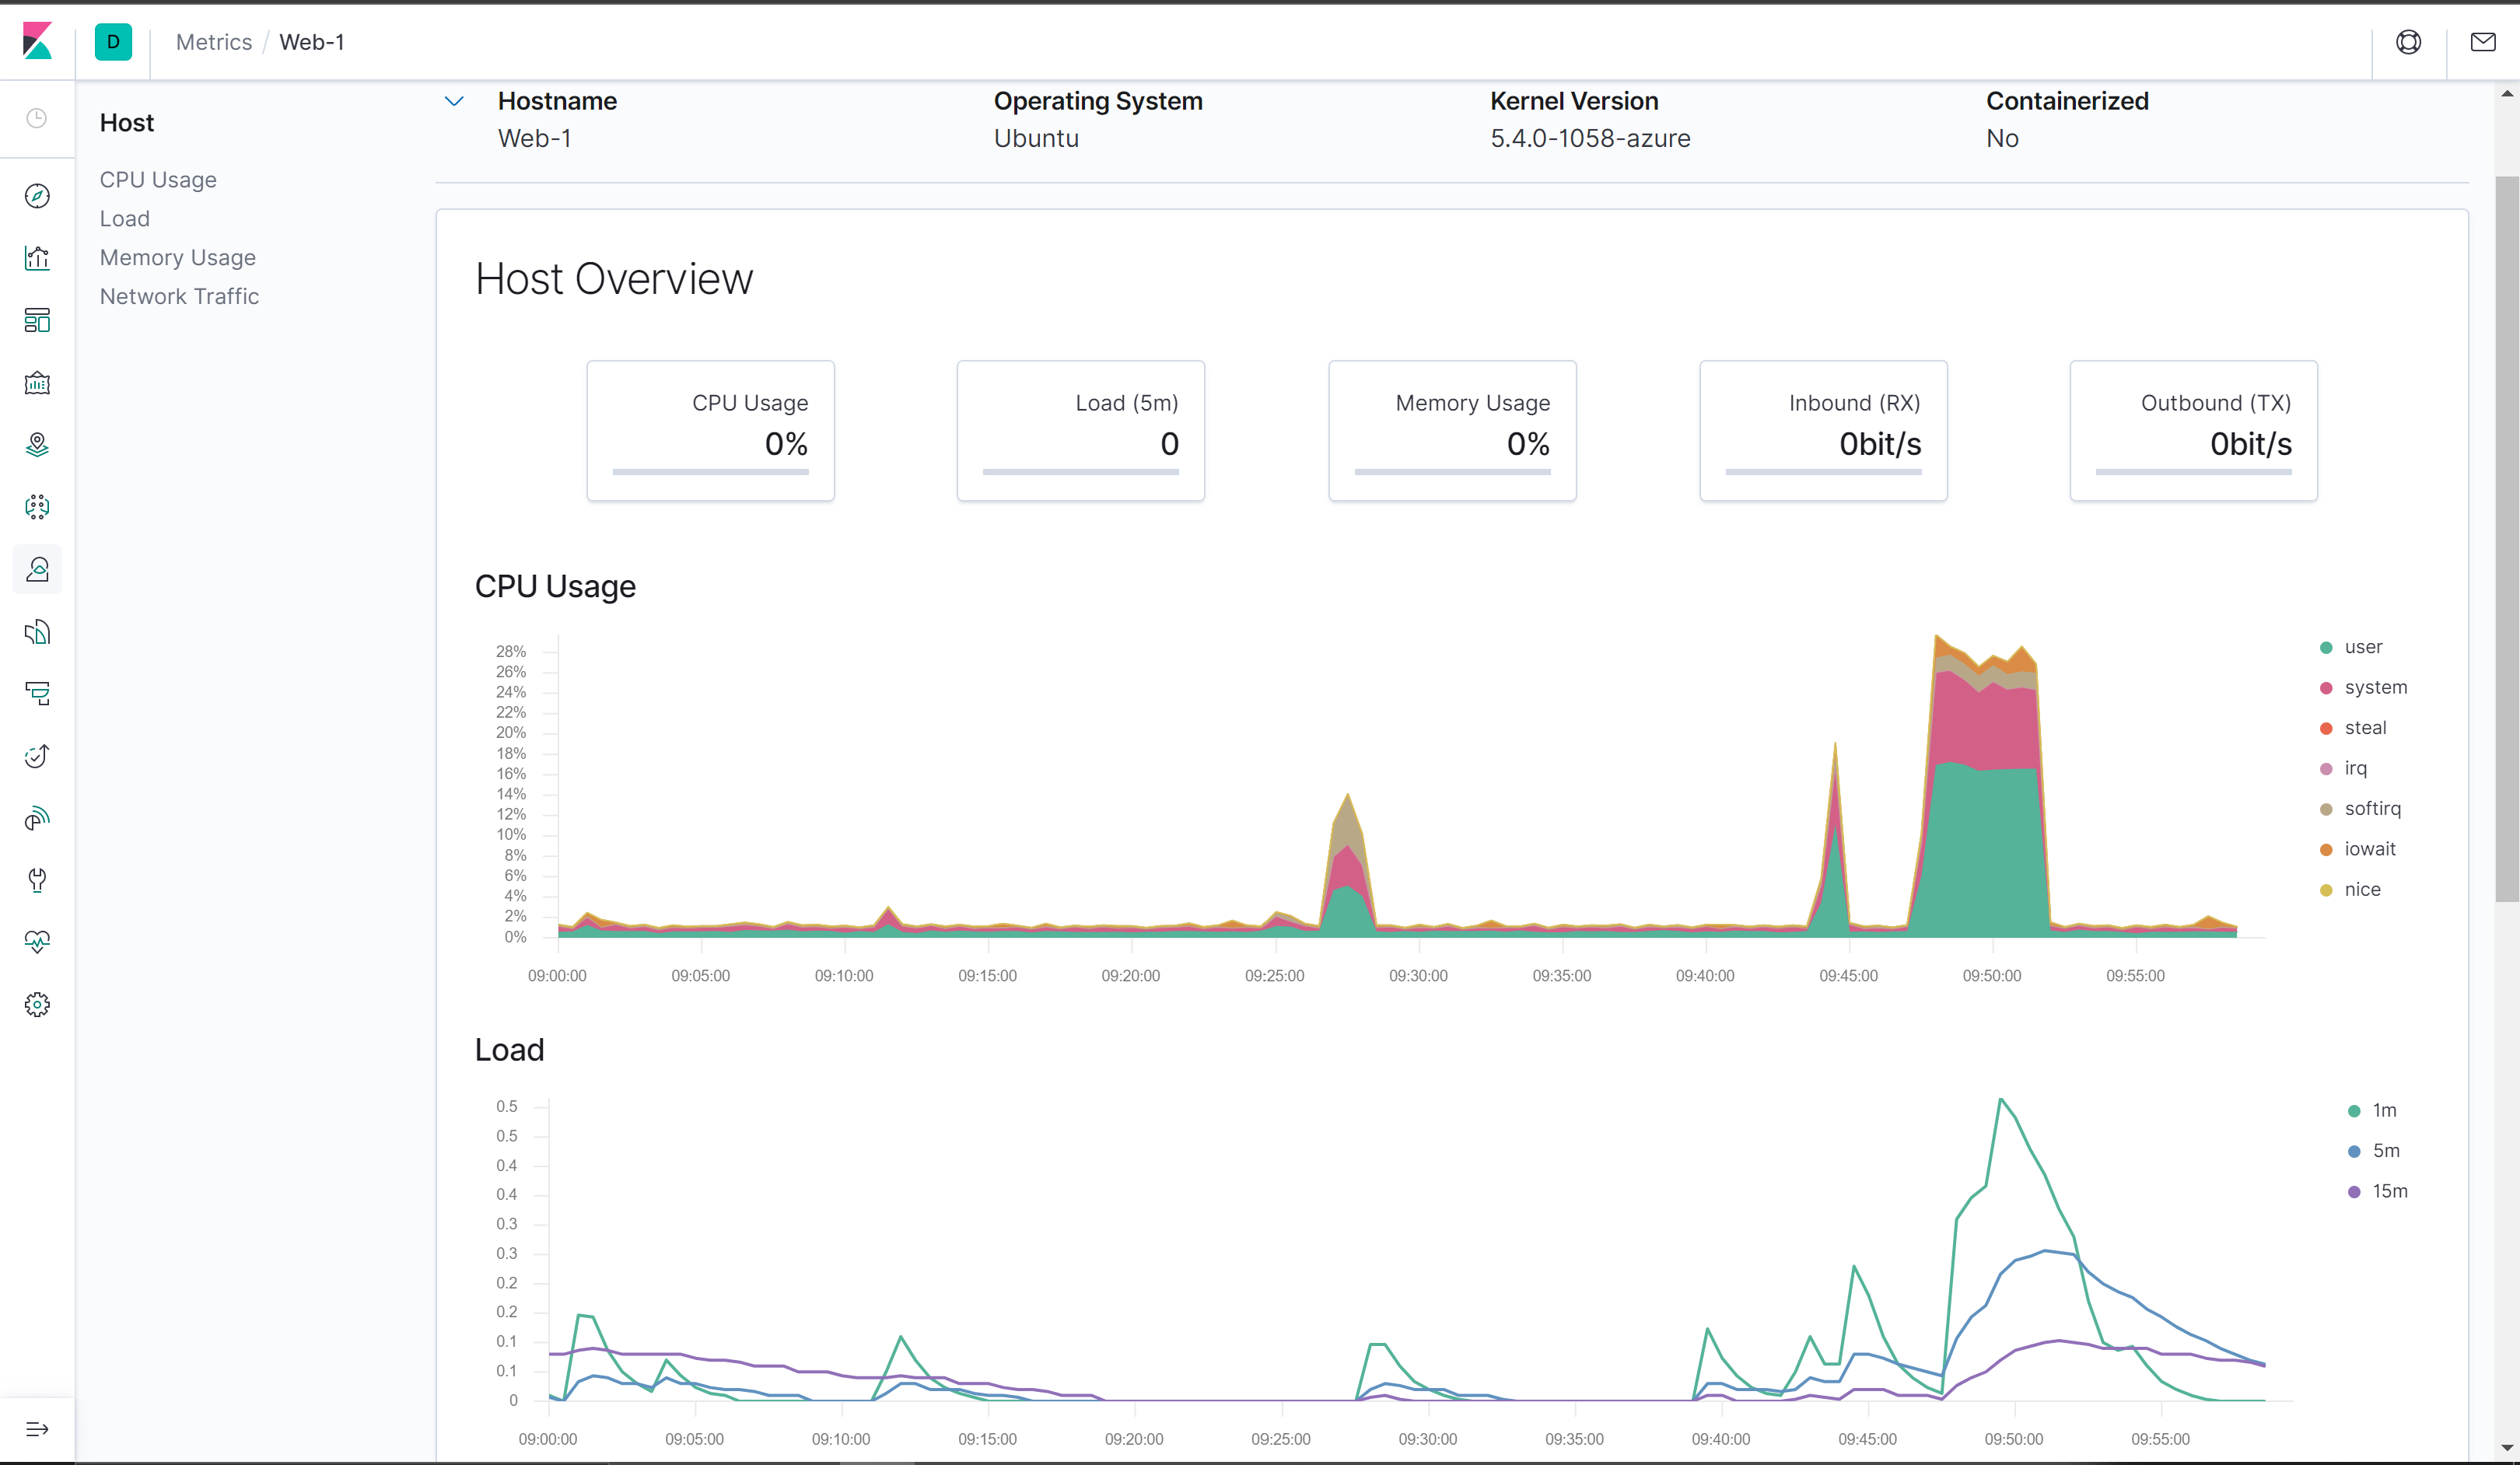 D
Metrics / Web-1
Host
CPU Usage
Load
Memory Usage
Network Traffic
Hostname
Web-1
Operating System
Ubuntu
Kernel Version
5.4.0-1058-azure
Containerized
No
Host Overview
CPU Usage
0%
Load (5m)
0
Memory Usage
0%
Inbound (RX)
0bit/s
Outbound (TX)
0bit/s
CPU Usage
28%
26%
24%
22%
20%
18%
16%
14%
12%
10%
8%
6%
4%
2%
0%
09:00:00 09:05:00 09:10:00 09:15:00 09:20:00 09:25:00 09:30:00 09:35:00 09:40:00 09:45:00 09:50:00 09:55:00
user
system
steal
irq
softirq
iowait
nice
Load
0.5
0.5
0.4
0.4
0.3
0.3
0.2
0.2
0.1
0.1
0
09:00:00 09:05:00 09:10:00 09:15:00 09:20:00 09:25:00 09:30:00 09:35:00 09:40:00 09:45:00 09:50:00 09:55:00
1m
5m
15m